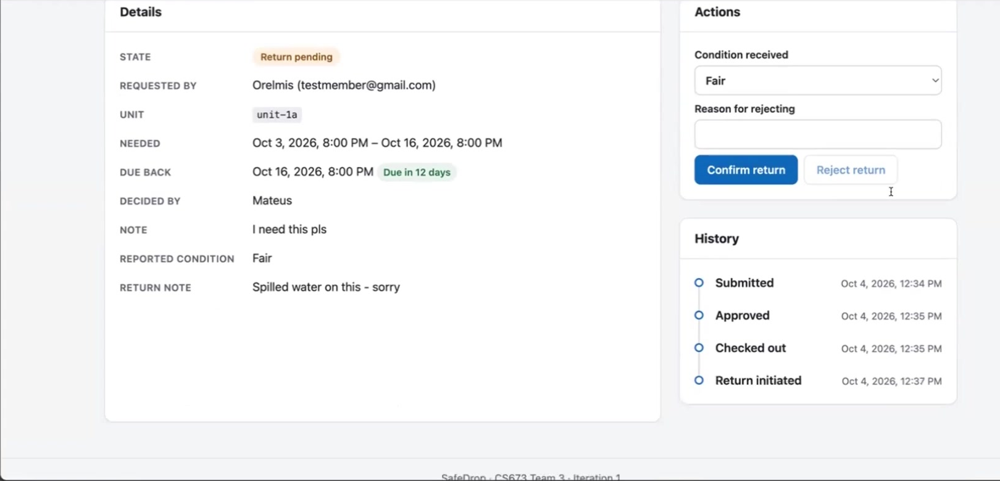 Details
STATE Return pending
REQUESTED BY Orelmis (testmember@gmail.com)
UNIT unit-1a
NEEDED Oct 3, 2026, 8:00 PM – Oct 16, 2026, 8:00 PM
DUE BACK Oct 16, 2026, 8:00 PM Due in 12 days
DECIDED BY Mateus
NOTE I need this pls
REPORTED CONDITION Fair
RETURN NOTE Spilled water on this - sorry
Actions
Condition received
Fair
Reason for rejecting
Confirm return Reject return
History
Submitted Oct 4, 2026, 12:34 PM
Approved Oct 4, 2026, 12:35 PM
Checked out Oct 4, 2026, 12:35 PM
Return initiated Oct 4, 2026, 12:37 PM
SafeDrop · CS673 Team 3 · Iteration 1